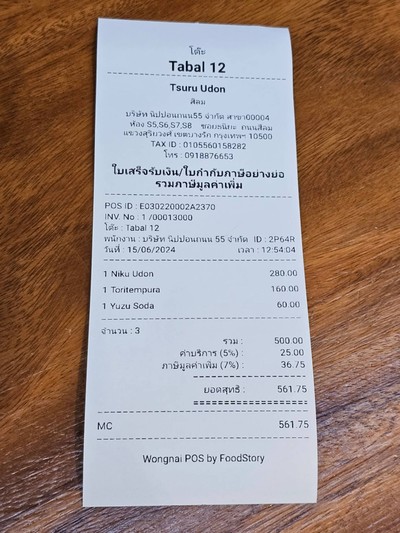 โต๊ะ
Tabal 12
Tsuru Udon
สีลม
บริษัท นิปปอนถนน55 จำกัด สาขา00004
ห้อง S5,S6,S7,S8 ซอยธนิยะ ถนนสีลม
แขวงสุริยวงศ์ เขตบางรัก กรุงเทพฯ 10500
TAX ID : 0105560158282
โทร : 0918876653
ใบเสร็จรับเงิน/ใบกำกับภาษีอย่างย่อ
รวมภาษีมูลค่าเพิ่ม
POS ID : E030220002A2370
INV. No : 1 /00013000
โต๊ะ : Tabal 12
พนักงาน : บริษัท นิปปอนถนน 55 จำกัด ID : 2P64R
วันที่ : 15/06/2024 เวลา : 12:54:04
1 Niku Udon 280.00
1 Toritempura 160.00
1 Yuzu Soda 60.00
จำนวน : 3
รวม : 500.00
ค่าบริการ (5%) : 25.00
ภาษีมูลค่าเพิ่ม (7%) : 36.75
ยอดสุทธิ : 561.75
MC 561.75
Wongnai POS by FoodStory